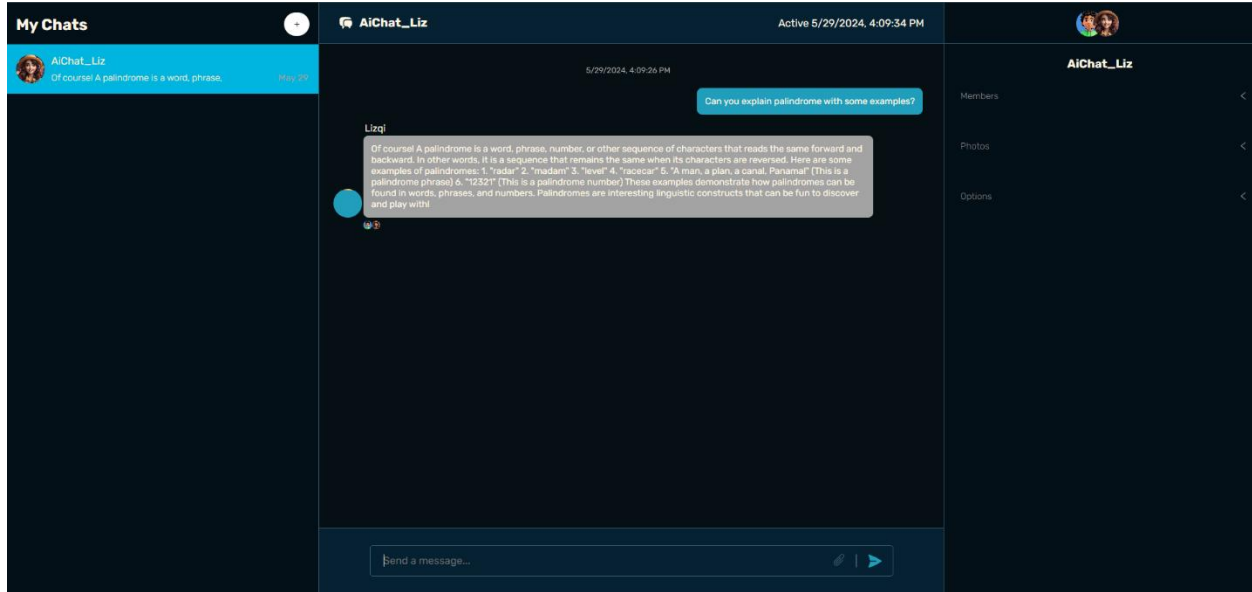 My Chats
+
AiChat_Liz
Of course! A palindrome is a word, phrase,
May 29
AiChat_Liz
Active 5/29/2024, 4:09:34 PM
5/29/2024, 4:09:26 PM
Can you explain palindrome with some examples?
Lizqi
Of course! A palindrome is a word, phrase, number, or other sequence of characters that reads the same forward and
backward. In other words, it is a sequence that remains the same when its characters are reversed. Here are some
examples of palindromes: 1. "radar" 2. "madam" 3. "level" 4. "racecar" 5. "A man, a plan, a canal, Panama!" (This is a
palindrome phrase) 6. "12321" (This is a palindrome number) These examples demonstrate how palindromes can be
found in words, phrases, and numbers. Palindromes are interesting linguistic constructs that can be fun to discover
and play with!
Send a message...
AiChat_Liz
Members
Photos
Options